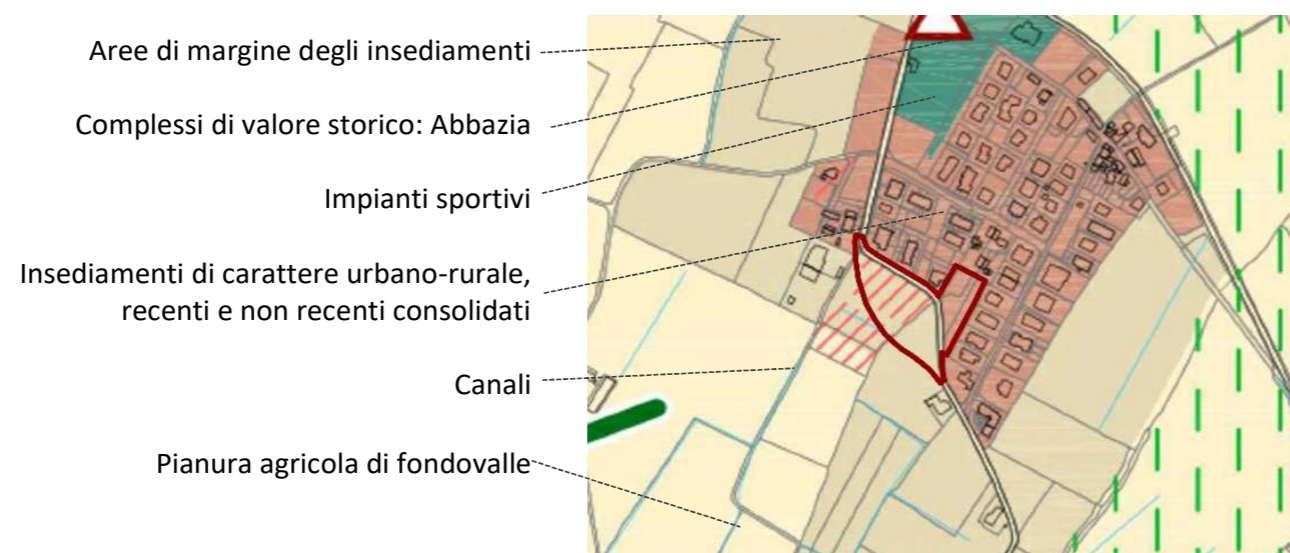 Aree di margine degli insediamenti
Complessi di valore storico: Abbazia
Impianti sportivi
Insediamenti di carattere urbano-rurale,
recenti e non recenti consolidati
Canali
Pianura agricola di fondovalle